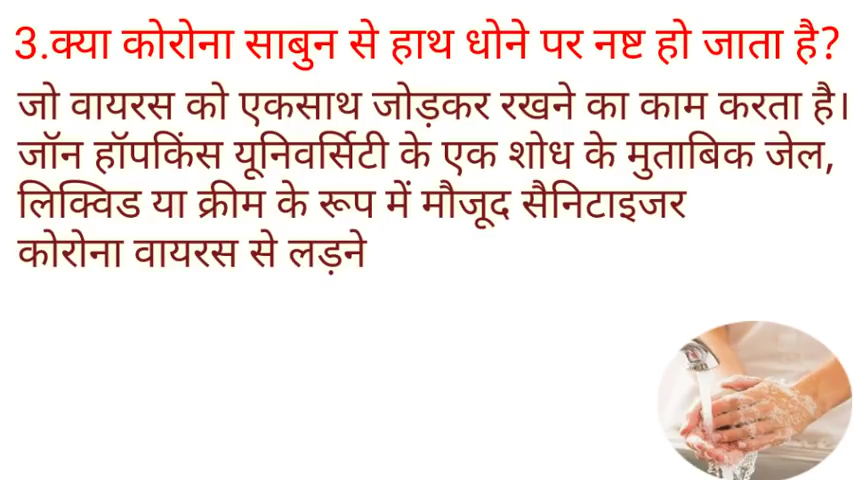 3.क्या कोरोना साबुन से हाथ धोने पर नष्ट हो जाता है?
जो वायरस को एकसाथ जोड़कर रखने का काम करता है।
जॉन हॉपकिंस यूनिवर्सिटी के एक शोध के मुताबिक जेल,
लिक्विड या क्रीम के रूप में मौजूद सैनिटाइजर
कोरोना वायरस से लड़ने